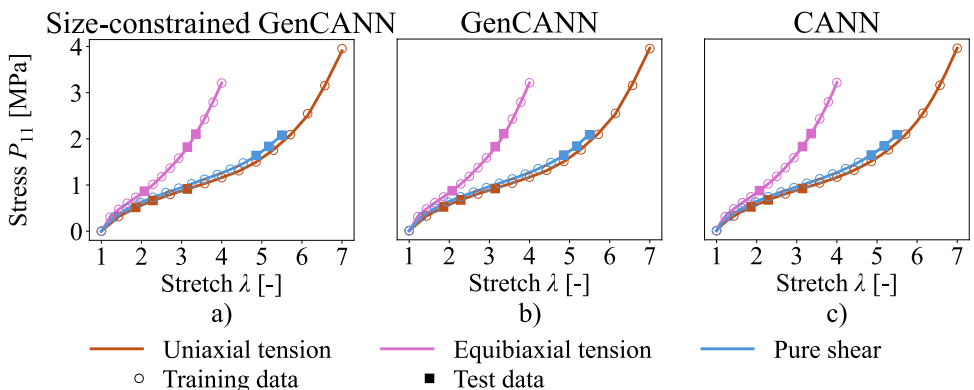 Size-constrained GenCANN GenCANN CANN
Stress P₁₁ [MPa]
4
3
2
1
0
1 2 3 4 5 6 7 1 2 3 4 5 6 7 1 2 3 4 5 6 7
Stretch λ [-] Stretch λ [-] Stretch λ [-]
a) b) c)
Uniaxial tension Equibiaxial tension Pure shear
Training data Test data